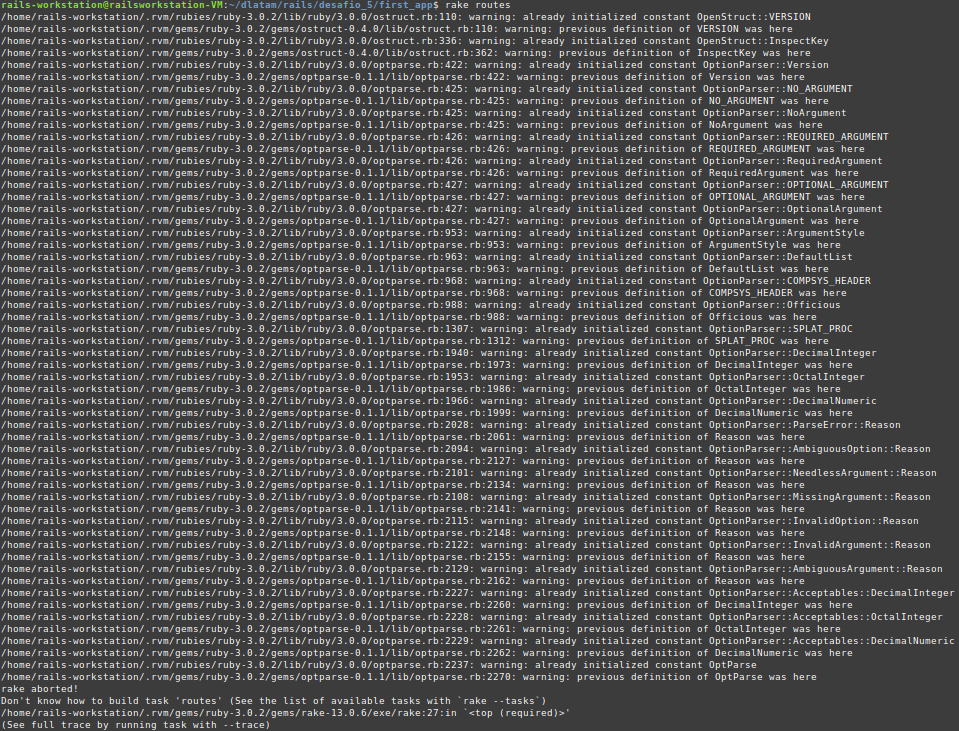 rails-workstation@railsworkstation-VM:~/dlatam/rails/desafio_5/first_app$ rake routes
/home/rails-workstation/.rvm/rubies/ruby-3.0.2/lib/ruby/3.0.0/ostruct.rb:110: warning: already initialized constant OpenStruct::VERSION
/home/rails-workstation/.rvm/gems/ruby-3.0.2/gems/ostruct-0.4.0/lib/ostruct.rb:110: warning: previous definition of VERSION was here
/home/rails-workstation/.rvm/rubies/ruby-3.0.2/lib/ruby/3.0.0/ostruct.rb:336: warning: already initialized constant OpenStruct::InspectKey
/home/rails-workstation/.rvm/gems/ruby-3.0.2/gems/ostruct-0.4.0/lib/ostruct.rb:362: warning: previous definition of InspectKey was here
/home/rails-workstation/.rvm/rubies/ruby-3.0.2/lib/ruby/3.0.0/optparse.rb:422: warning: already initialized constant OptionParser::Version
/home/rails-workstation/.rvm/gems/ruby-3.0.2/gems/optparse-0.1.1/lib/optparse.rb:422: warning: previous definition of Version was here
/home/rails-workstation/.rvm/rubies/ruby-3.0.2/lib/ruby/3.0.0/optparse.rb:425: warning: already initialized constant OptionParser::NO_ARGUMENT
/home/rails-workstation/.rvm/gems/ruby-3.0.2/gems/optparse-0.1.1/lib/optparse.rb:425: warning: previous definition of NO_ARGUMENT was here
/home/rails-workstation/.rvm/rubies/ruby-3.0.2/lib/ruby/3.0.0/optparse.rb:425: warning: already initialized constant OptionParser::NoArgument
/home/rails-workstation/.rvm/gems/ruby-3.0.2/gems/optparse-0.1.1/lib/optparse.rb:425: warning: previous definition of NoArgument was here
/home/rails-workstation/.rvm/rubies/ruby-3.0.2/lib/ruby/3.0.0/optparse.rb:426: warning: already initialized constant OptionParser::REQUIRED_ARGUMENT
/home/rails-workstation/.rvm/gems/ruby-3.0.2/gems/optparse-0.1.1/lib/optparse.rb:426: warning: previous definition of REQUIRED_ARGUMENT was here
/home/rails-workstation/.rvm/rubies/ruby-3.0.2/lib/ruby/3.0.0/optparse.rb:426: warning: already initialized constant OptionParser::RequiredArgument
/home/rails-workstation/.rvm/gems/ruby-3.0.2/gems/optparse-0.1.1/lib/optparse.rb:426: warning: previous definition of RequiredArgument was here
/home/rails-workstation/.rvm/rubies/ruby-3.0.2/lib/ruby/3.0.0/optparse.rb:427: warning: already initialized constant OptionParser::OPTIONAL_ARGUMENT
/home/rails-workstation/.rvm/gems/ruby-3.0.2/gems/optparse-0.1.1/lib/optparse.rb:427: warning: previous definition of OPTIONAL_ARGUMENT was here
/home/rails-workstation/.rvm/rubies/ruby-3.0.2/lib/ruby/3.0.0/optparse.rb:427: warning: already initialized constant OptionParser::OptionalArgument
/home/rails-workstation/.rvm/gems/ruby-3.0.2/gems/optparse-0.1.1/lib/optparse.rb:427: warning: previous definition of OptionalArgument was here
/home/rails-workstation/.rvm/rubies/ruby-3.0.2/lib/ruby/3.0.0/optparse.rb:953: warning: already initialized constant OptionParser::ArgumentStyle
/home/rails-workstation/.rvm/gems/ruby-3.0.2/gems/optparse-0.1.1/lib/optparse.rb:953: warning: previous definition of ArgumentStyle was here
/home/rails-workstation/.rvm/rubies/ruby-3.0.2/lib/ruby/3.0.0/optparse.rb:963: warning: already initialized constant OptionParser::DefaultList
/home/rails-workstation/.rvm/gems/ruby-3.0.2/gems/optparse-0.1.1/lib/optparse.rb:963: warning: previous definition of DefaultList was here
/home/rails-workstation/.rvm/rubies/ruby-3.0.2/lib/ruby/3.0.0/optparse.rb:968: warning: already initialized constant OptionParser::COMPSYS_HEADER
/home/rails-workstation/.rvm/gems/ruby-3.0.2/gems/optparse-0.1.1/lib/optparse.rb:968: warning: previous definition of COMPSYS_HEADER was here
/home/rails-workstation/.rvm/rubies/ruby-3.0.2/lib/ruby/3.0.0/optparse.rb:988: warning: already initialized constant OptionParser::Officious
/home/rails-workstation/.rvm/gems/ruby-3.0.2/gems/optparse-0.1.1/lib/optparse.rb:988: warning: previous definition of Officious was here
/home/rails-workstation/.rvm/rubies/ruby-3.0.2/lib/ruby/3.0.0/optparse.rb:1307: warning: already initialized constant OptionParser::SPLAT_PROC
/home/rails-workstation/.rvm/gems/ruby-3.0.2/gems/optparse-0.1.1/lib/optparse.rb:1312: warning: previous definition of SPLAT_PROC was here
/home/rails-workstation/.rvm/rubies/ruby-3.0.2/lib/ruby/3.0.0/optparse.rb:1940: warning: already initialized constant OptionParser::DecimalInteger
/home/rails-workstation/.rvm/gems/ruby-3.0.2/gems/optparse-0.1.1/lib/optparse.rb:1973: warning: previous definition of DecimalInteger was here
/home/rails-workstation/.rvm/rubies/ruby-3.0.2/lib/ruby/3.0.0/optparse.rb:1953: warning: already initialized constant OptionParser::OctalInteger
/home/rails-workstation/.rvm/gems/ruby-3.0.2/gems/optparse-0.1.1/lib/optparse.rb:1986: warning: previous definition of OctalInteger was here
/home/rails-workstation/.rvm/rubies/ruby-3.0.2/lib/ruby/3.0.0/optparse.rb:1966: warning: already initialized constant OptionParser::DecimalNumeric
/home/rails-workstation/.rvm/gems/ruby-3.0.2/gems/optparse-0.1.1/lib/optparse.rb:1999: warning: previous definition of DecimalNumeric was here
/home/rails-workstation/.rvm/rubies/ruby-3.0.2/lib/ruby/3.0.0/optparse.rb:2028: warning: already initialized constant OptionParser::ParseError::Reason
/home/rails-workstation/.rvm/gems/ruby-3.0.2/gems/optparse-0.1.1/lib/optparse.rb:2061: warning: previous definition of Reason was here
/home/rails-workstation/.rvm/rubies/ruby-3.0.2/lib/ruby/3.0.0/optparse.rb:2094: warning: already initialized constant OptionParser::AmbiguousOption::Reason
/home/rails-workstation/.rvm/gems/ruby-3.0.2/gems/optparse-0.1.1/lib/optparse.rb:2127: warning: previous definition of Reason was here
/home/rails-workstation/.rvm/rubies/ruby-3.0.2/lib/ruby/3.0.0/optparse.rb:2101: warning: already initialized constant OptionParser::NeedlessArgument::Reason
/home/rails-workstation/.rvm/gems/ruby-3.0.2/gems/optparse-0.1.1/lib/optparse.rb:2134: warning: previous definition of Reason was here
/home/rails-workstation/.rvm/rubies/ruby-3.0.2/lib/ruby/3.0.0/optparse.rb:2108: warning: already initialized constant OptionParser::MissingArgument::Reason
/home/rails-workstation/.rvm/gems/ruby-3.0.2/gems/optparse-0.1.1/lib/optparse.rb:2141: warning: previous definition of Reason was here
/home/rails-workstation/.rvm/rubies/ruby-3.0.2/lib/ruby/3.0.0/optparse.rb:2115: warning: already initialized constant OptionParser::InvalidOption::Reason
/home/rails-workstation/.rvm/gems/ruby-3.0.2/gems/optparse-0.1.1/lib/optparse.rb:2148: warning: previous definition of Reason was here
/home/rails-workstation/.rvm/rubies/ruby-3.0.2/lib/ruby/3.0.0/optparse.rb:2122: warning: already initialized constant OptionParser::InvalidArgument::Reason
/home/rails-workstation/.rvm/gems/ruby-3.0.2/gems/optparse-0.1.1/lib/optparse.rb:2155: warning: previous definition of Reason was here
/home/rails-workstation/.rvm/rubies/ruby-3.0.2/lib/ruby/3.0.0/optparse.rb:2129: warning: already initialized constant OptionParser::AmbiguousArgument::Reason
/home/rails-workstation/.rvm/gems/ruby-3.0.2/gems/optparse-0.1.1/lib/optparse.rb:2162: warning: previous definition of Reason was here
/home/rails-workstation/.rvm/rubies/ruby-3.0.2/lib/ruby/3.0.0/optparse.rb:2227: warning: already initialized constant OptionParser::Acceptables::DecimalInteger
/home/rails-workstation/.rvm/gems/ruby-3.0.2/gems/optparse-0.1.1/lib/optparse.rb:2260: warning: previous definition of DecimalInteger was here
/home/rails-workstation/.rvm/rubies/ruby-3.0.2/lib/ruby/3.0.0/optparse.rb:2228: warning: already initialized constant OptionParser::Acceptables::OctalInteger
/home/rails-workstation/.rvm/gems/ruby-3.0.2/gems/optparse-0.1.1/lib/optparse.rb:2261: warning: previous definition of OctalInteger was here
/home/rails-workstation/.rvm/rubies/ruby-3.0.2/lib/ruby/3.0.0/optparse.rb:2229: warning: already initialized constant OptionParser::Acceptables::DecimalNumeric
/home/rails-workstation/.rvm/gems/ruby-3.0.2/gems/optparse-0.1.1/lib/optparse.rb:2262: warning: previous definition of DecimalNumeric was here
/home/rails-workstation/.rvm/rubies/ruby-3.0.2/lib/ruby/3.0.0/optparse.rb:2237: warning: already initialized constant OptParse
/home/rails-workstation/.rvm/gems/ruby-3.0.2/gems/optparse-0.1.1/lib/optparse.rb:2270: warning: previous definition of OptParse was here
rake aborted!
Don't know how to build task 'routes' (See the list of available tasks with `rake --tasks`)
/home/rails-workstation/.rvm/gems/ruby-3.0.2/gems/rake-13.0.6/exe/rake:27:in `<top (required)>'
(See full trace by running task with --trace)